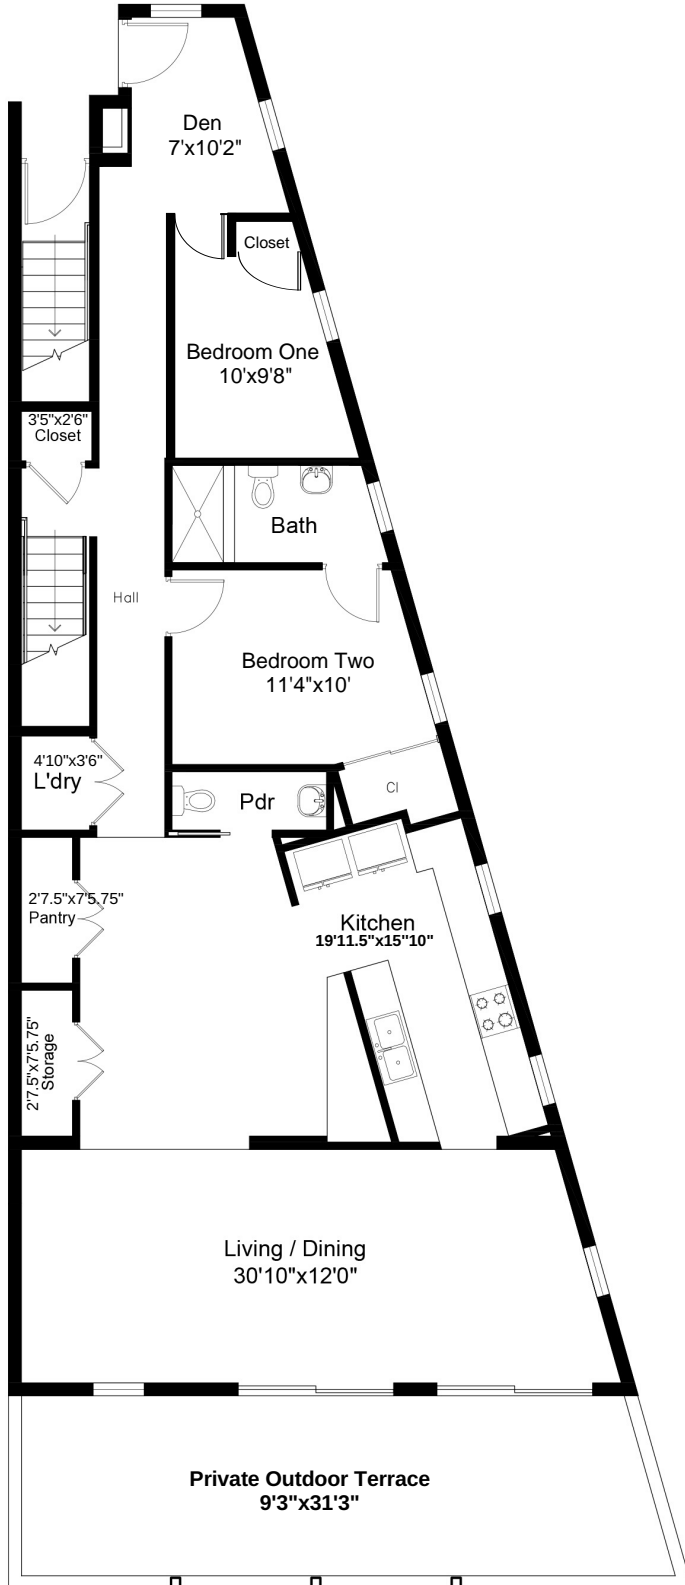 Den
7'x10'2"
Closet
Bedroom One
10'x9'8"
3'5"x2'6"
Closet
Bath
Hall
Bedroom Two
11'4"x10'
4'10"x3'6"
L'dry
Pdr
Cl
2'7.5"x7'5.75"
Pantry
Kitchen
19'11.5"x15"10"
2'7.5"x7'5.75"
Storage
Living / Dining
30'10"x12'0"
Private Outdoor Terrace
9'3"x31'3"